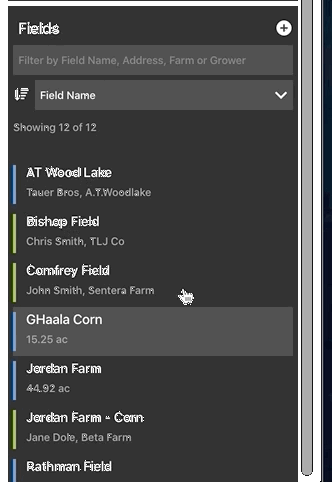 Fields
Filter by Field Name, Address, Farm or Grower
Field Name
Showing 12 of 12
AT Wood Lake
Tauer Bros, A.T.Woodlake
Bishop Field
Chris Smith, TLJ Co
Comfrey Field
John Smith, Sentera Farm
GHaala Corn
15.25 ac
Jordan Farm
44.92 ac
Jordan Farm - Corn
Jane Dole, Beta Farm
Rathman Field